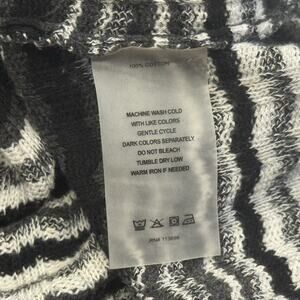 100% COTTON
MACHINE WASH COLD
WITH LIKE COLORS
GENTLE CYCLE
DARK COLORS SEPARATELY
DO NOT BLEACH
TUMBLE DRY LOW
WARM IRON IF NEEDED